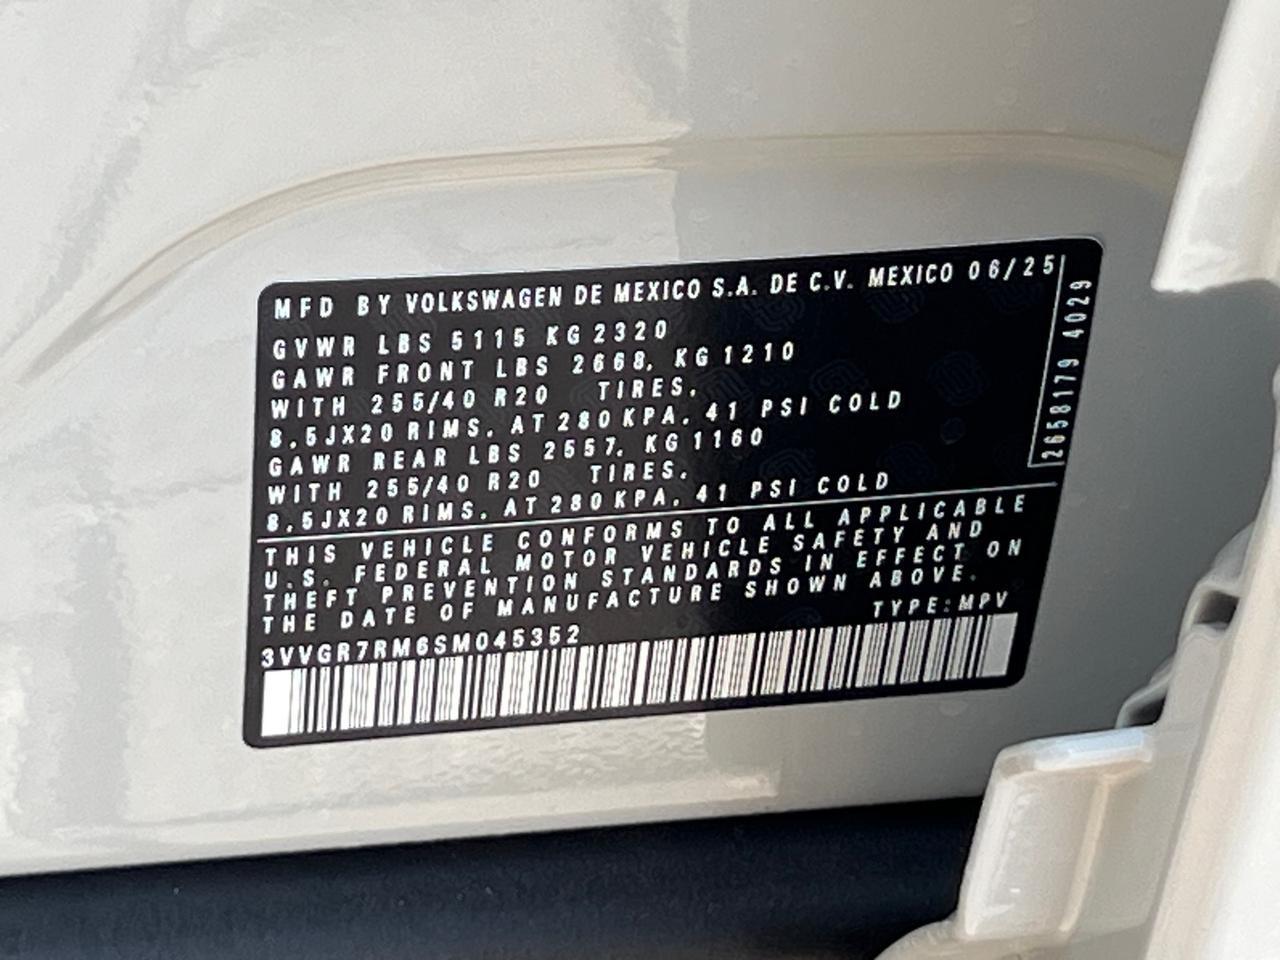 MFD BY VOLKSWAGEN DE MEXICO S.A. DE C.V. MEXICO 06/25
GVWR LBS 5115 KG 2320
GAWR FRONT LBS 2668, KG 1210
WITH 255/40 R20 TIRES,
8,5JX20 RIMS, AT 280 KPA, 41 PSI COLD
GAWR REAR LBS 2557, KG 1160
WITH 255/40 R20 TIRES,
8,5JX20 RIMS, AT 280 KPA, 41 PSI COLD
2658179 4029
THIS VEHICLE CONFORMS TO ALL APPLICABLE
U.S. FEDERAL MOTOR VEHICLE SAFETY AND
THEFT PREVENTION STANDARDS IN EFFECT ON
THE DATE OF MANUFACTURE SHOWN ABOVE.
TYPE:MPV
3VVGR7RM6SM045352